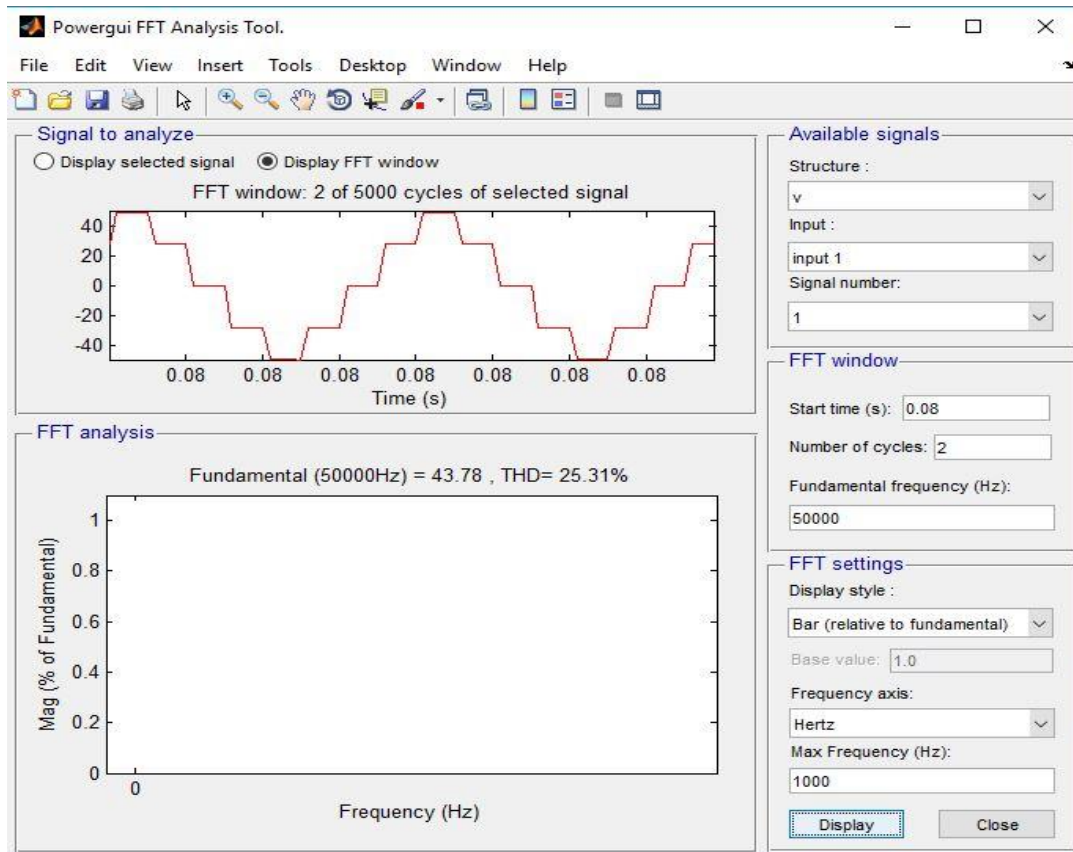 Powergui FFT Analysis Tool.
File Edit View Insert Tools Desktop Window Help
Signal to analyze
Display selected signal Display FFT window
FFT window: 2 of 5000 cycles of selected signal
40
20
0
-20
-40
0.08 0.08 0.08 0.08 0.08 0.08 0.08
Time (s)
FFT analysis
Fundamental (50000Hz) = 43.78 , THD= 25.31%
Mag (% of Fundamental)
1
0.8
0.6
0.4
0.2
0
0
Frequency (Hz)
Available signals
Structure :
v
Input :
input 1
Signal number:
1
FFT window
Start time (s): 0.08
Number of cycles: 2
Fundamental frequency (Hz):
50000
FFT settings
Display style :
Bar (relative to fundamental)
Base value: 1.0
Frequency axis:
Hertz
Max Frequency (Hz):
1000
Display Close